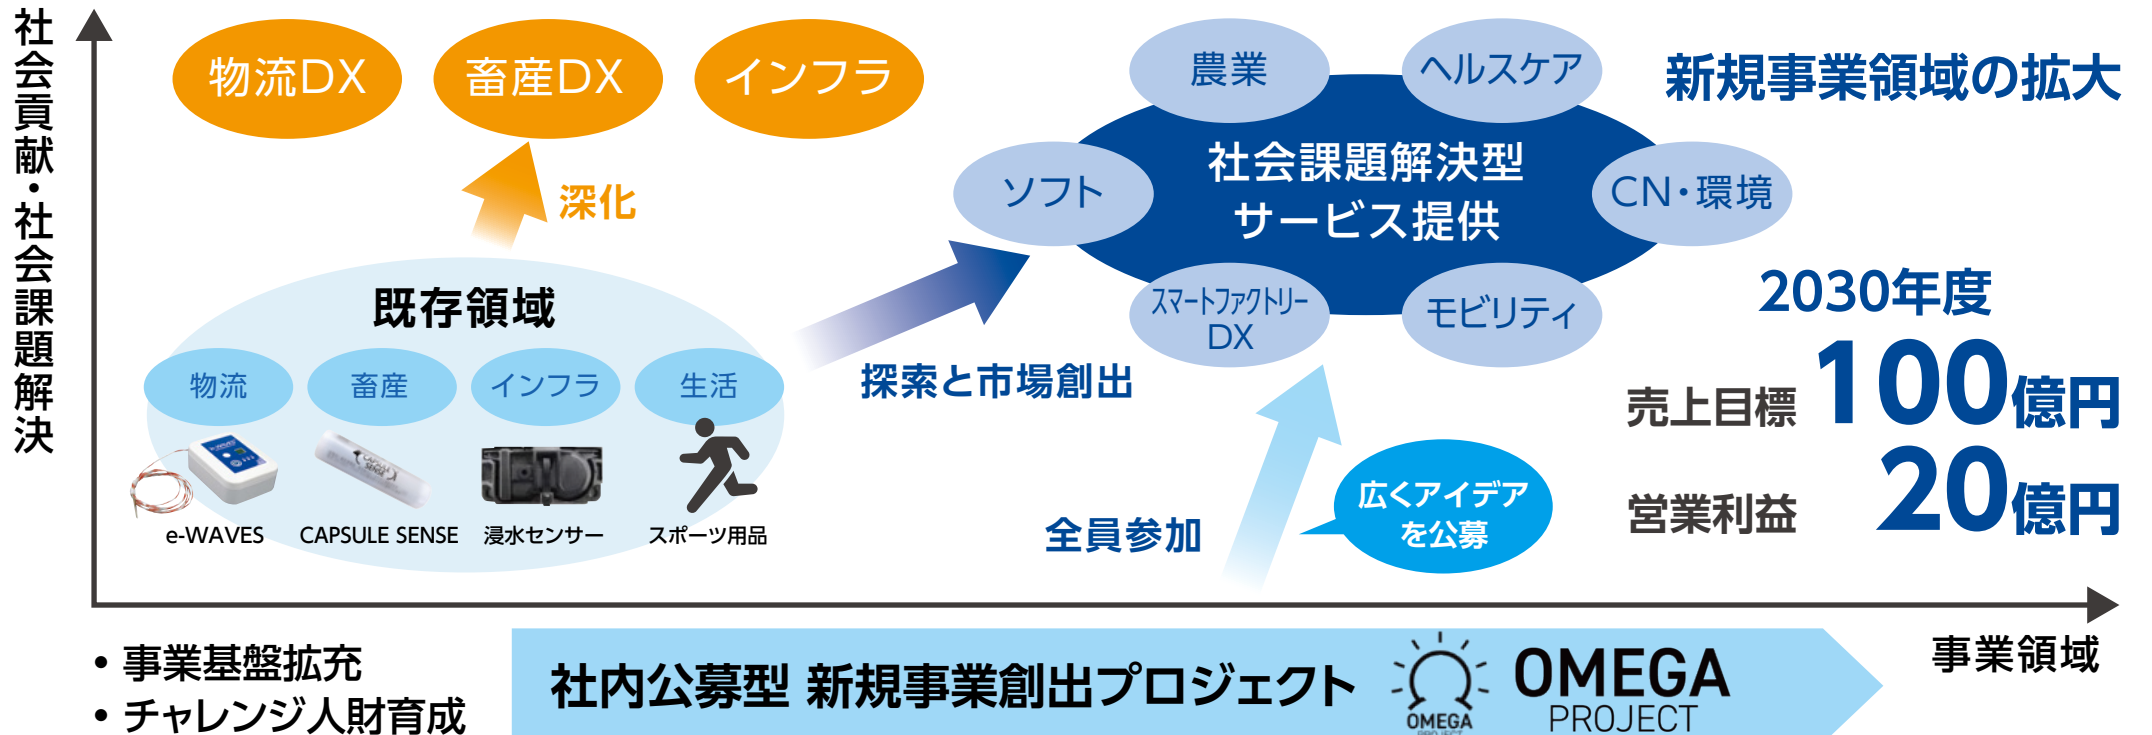 社会貢献・社会課題解決
物流DX
畜産DX
インフラ
深化
既存領域
物流
畜産
インフラ
生活
e-WAVES
CAPSULE SENSE
浸水センサー
スポーツ用品
CAPSULE
SENSE
探索と市場創出
農業
ヘルスケア
ソフト
社会課題解決型
サービス提供
CN・環境
スマートファクトリー
DX
モビリティ
全員参加
広くアイデア
を公募
新規事業領域の拡大
2030年度
売上目標 100億円
営業利益 20億円
事業領域
• 事業基盤拡充
• チャレンジ人財育成
社内公募型 新規事業創出プロジェクト
OMEGA
PROJECT
OMEGA
PROJECT